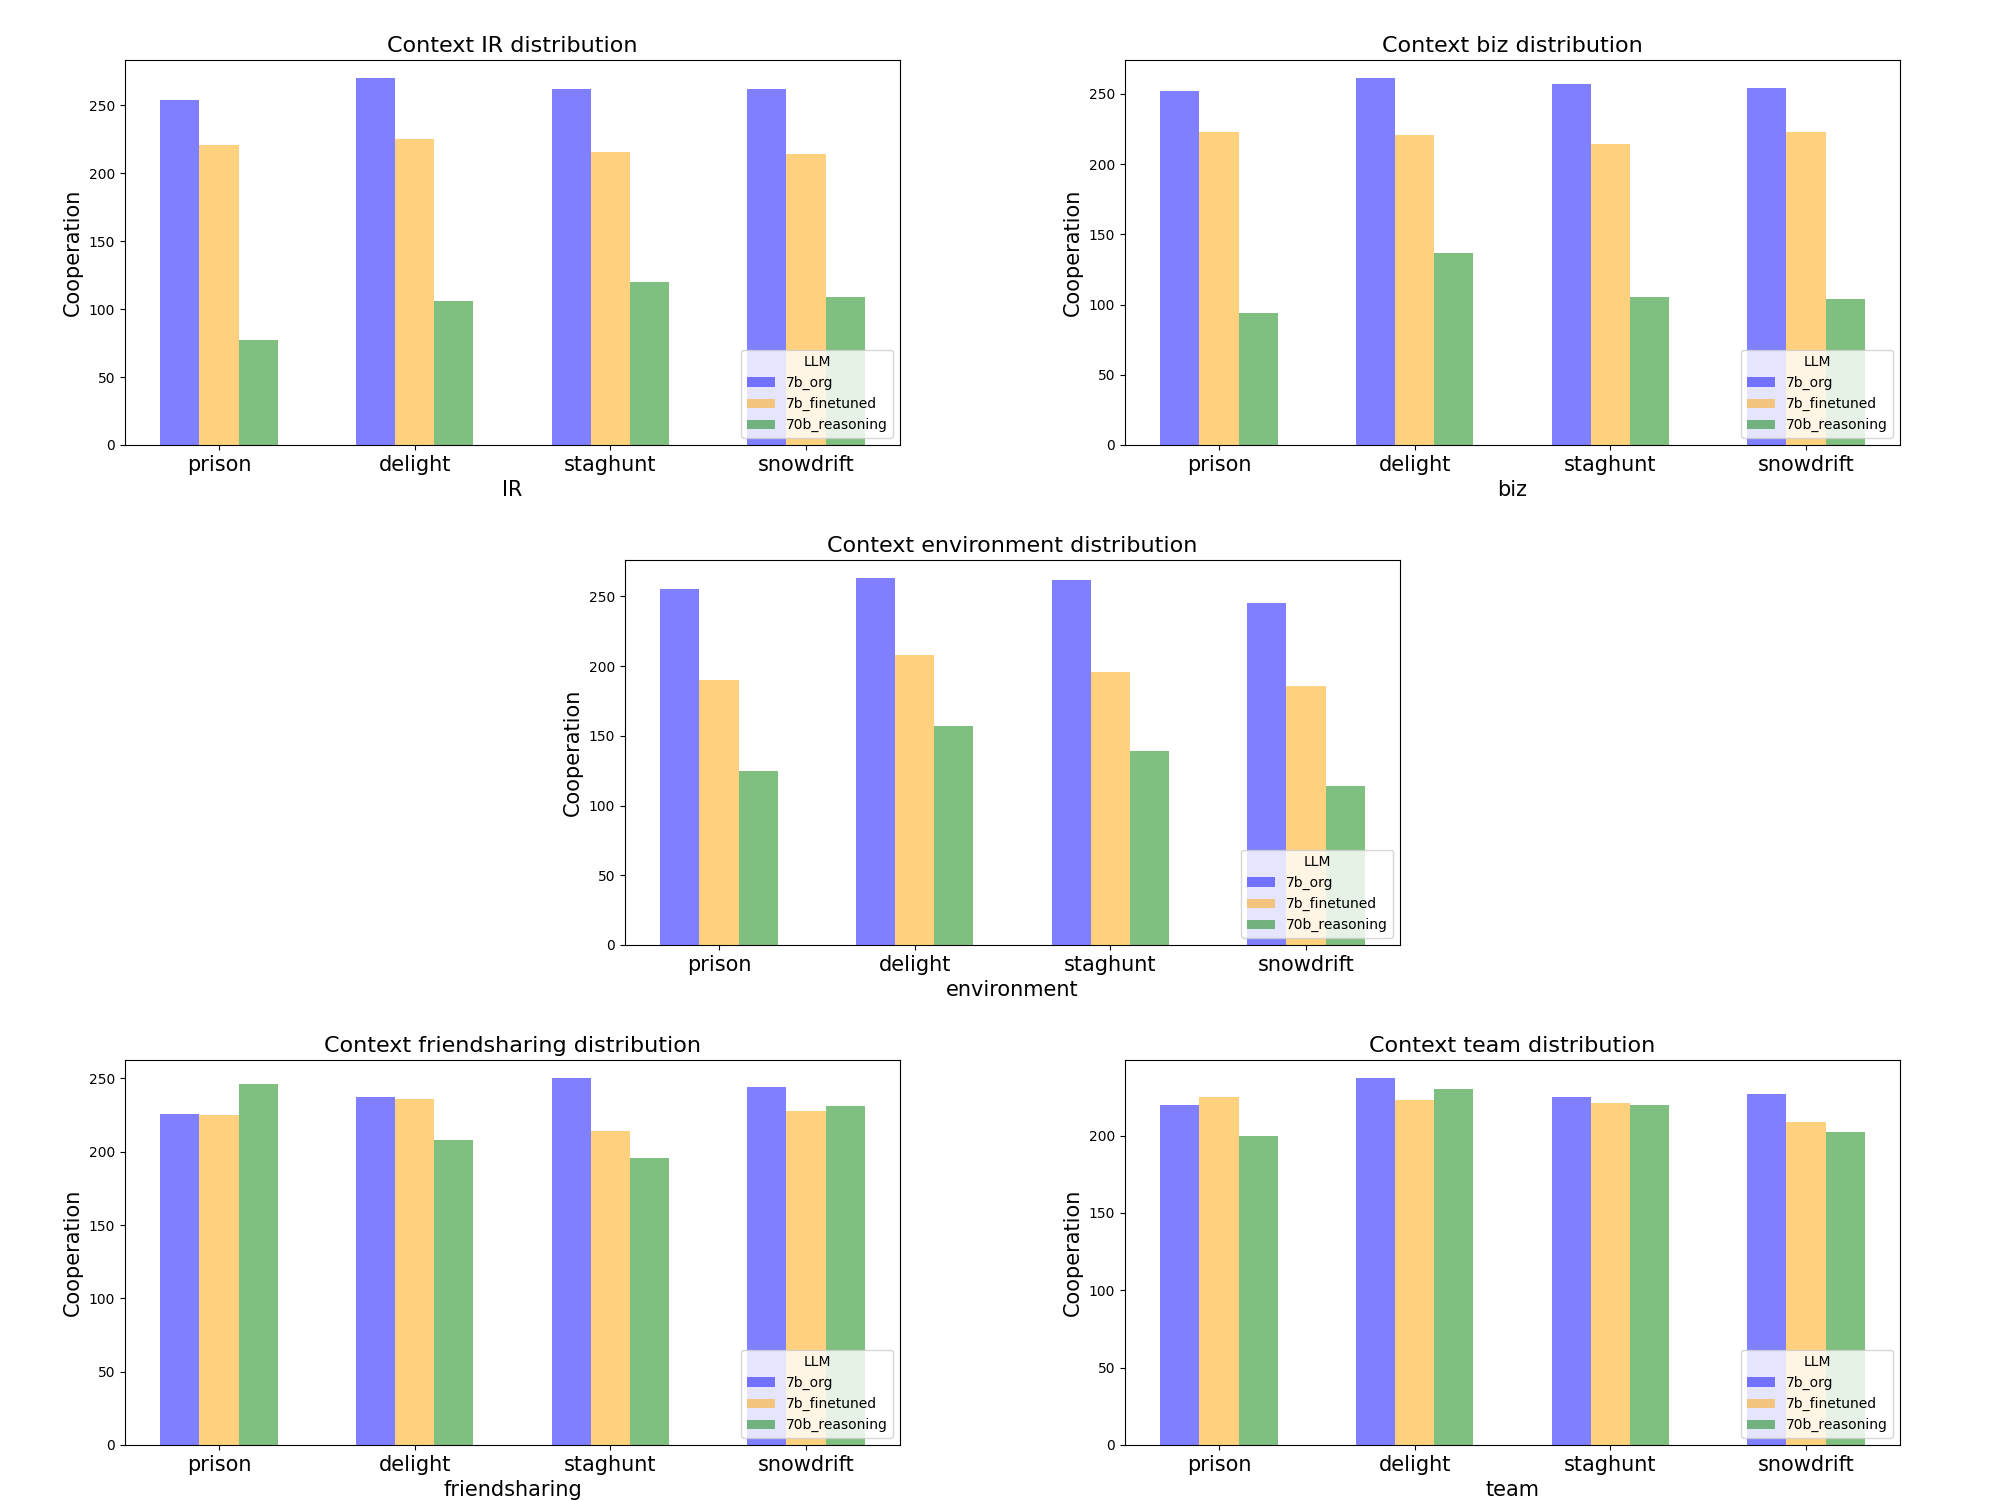 Context IR distribution
Cooperation
250
200
150
100
50
0
prison delight staghunt snowdrift
IR
LLM
7b_org
7b_finetuned
70b_reasoning
Context biz distribution
Cooperation
250
200
150
100
50
0
prison delight staghunt snowdrift
biz
LLM
7b_org
7b_finetuned
70b_reasoning
Context environment distribution
Cooperation
250
200
150
100
50
0
prison delight staghunt snowdrift
environment
LLM
7b_org
7b_finetuned
70b_reasoning
Context friendsharing distribution
Cooperation
250
200
150
100
50
0
prison delight staghunt snowdrift
friendsharing
LLM
7b_org
7b_finetuned
70b_reasoning
Context team distribution
Cooperation
200
150
100
50
0
prison delight staghunt snowdrift
team
LLM
7b_org
7b_finetuned
70b_reasoning